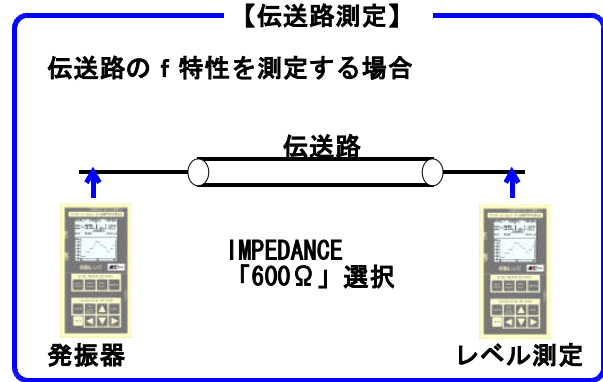 【伝送路測定】
伝送路のf特性を測定する場合
伝送路
IMPEDANCE
「600Ω」選択
発振器
レベル測定